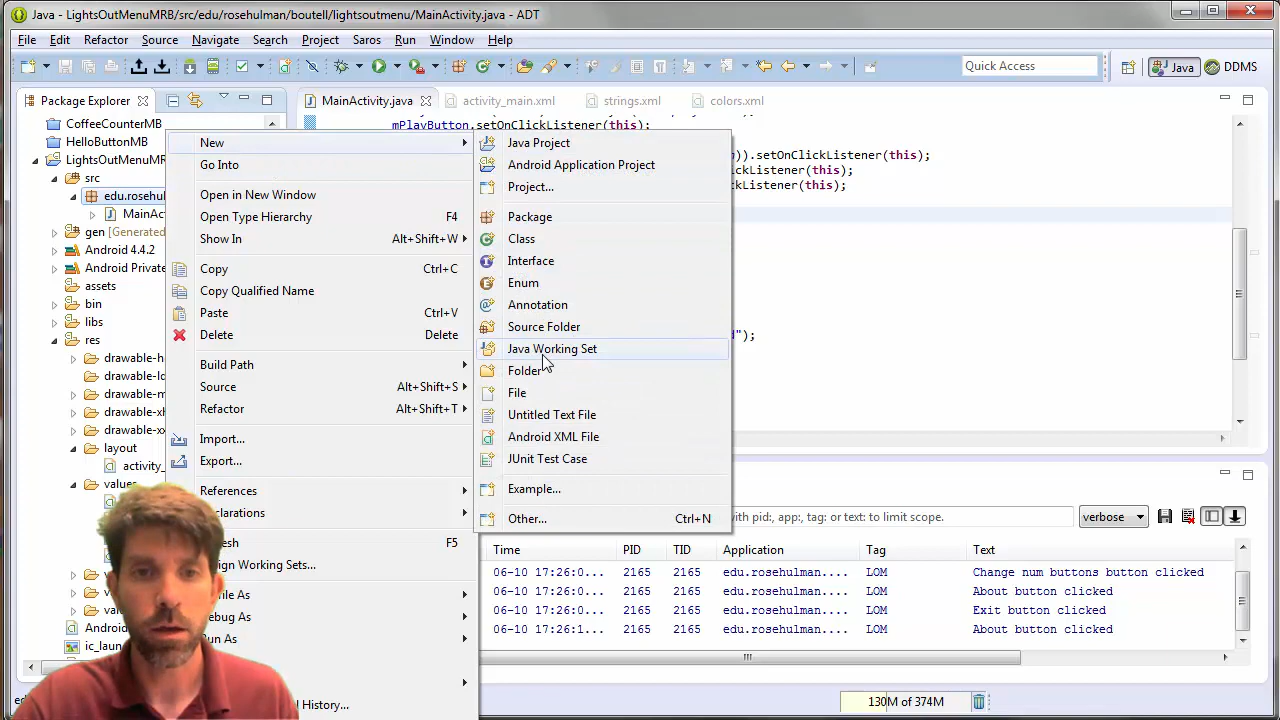 Java - LightsOutMenuMRB/src/edu/rosehulman/boutell/lightsoutmenu/MainActivity.java - ADT
File Edit Refactor Source Navigate Search Project Saros Run Window Help
Quick Access
Java
DDMS
Package Explorer
MainActivity.java
activity_main.xml
strings.xml
colors.xml
CoffeeCounterMB
HelloButtonMB
LightsOutMenuMR
src
edu.rosehul
MainAct
gen [Generated
Android 4.4.2
Android Private
assets
bin
libs
res
drawable-h
drawable-m
drawable-xh
drawable-xx
layout
activity_
values
Android
ic_laun
New
Go Into
Open in New Window
Open Type Hierarchy F4
Show In Alt+Shift+W
Copy Ctrl+C
Copy Qualified Name
Paste Ctrl+V
Delete Delete
Build Path
Source Alt+Shift+S
Refactor Alt+Shift+T
Import...
Export...
References
clarations
esh F5
ign Working Sets...
file As
ebug As
un As
l History...
Java Project
Android Application Project
Project...
Package
Class
Interface
Enum
Annotation
Source Folder
Java Working Set
Folder
File
Untitled Text File
Android XML File
JUnit Test Case
Example...
Other... Ctrl+N
mPlayButton.setOnClickListener(this);
)).setOnClickListener(this);
ckListener(this);
kListener(this);
d");
with pid:, app:, tag: or text: to limit scope.
verbose
Time PID TID Application Tag Text
06-10 17:26:0... 2165 2165 edu.rosehulman.... LOM Change num buttons button clicked
06-10 17:26:0... 2165 2165 edu.rosehulman.... LOM About button clicked
06-10 17:26:0... 2165 2165 edu.rosehulman.... LOM Exit button clicked
06-10 17:26:1... 2165 2165 edu.rosehulman.... LOM About button clicked
130M of 374M